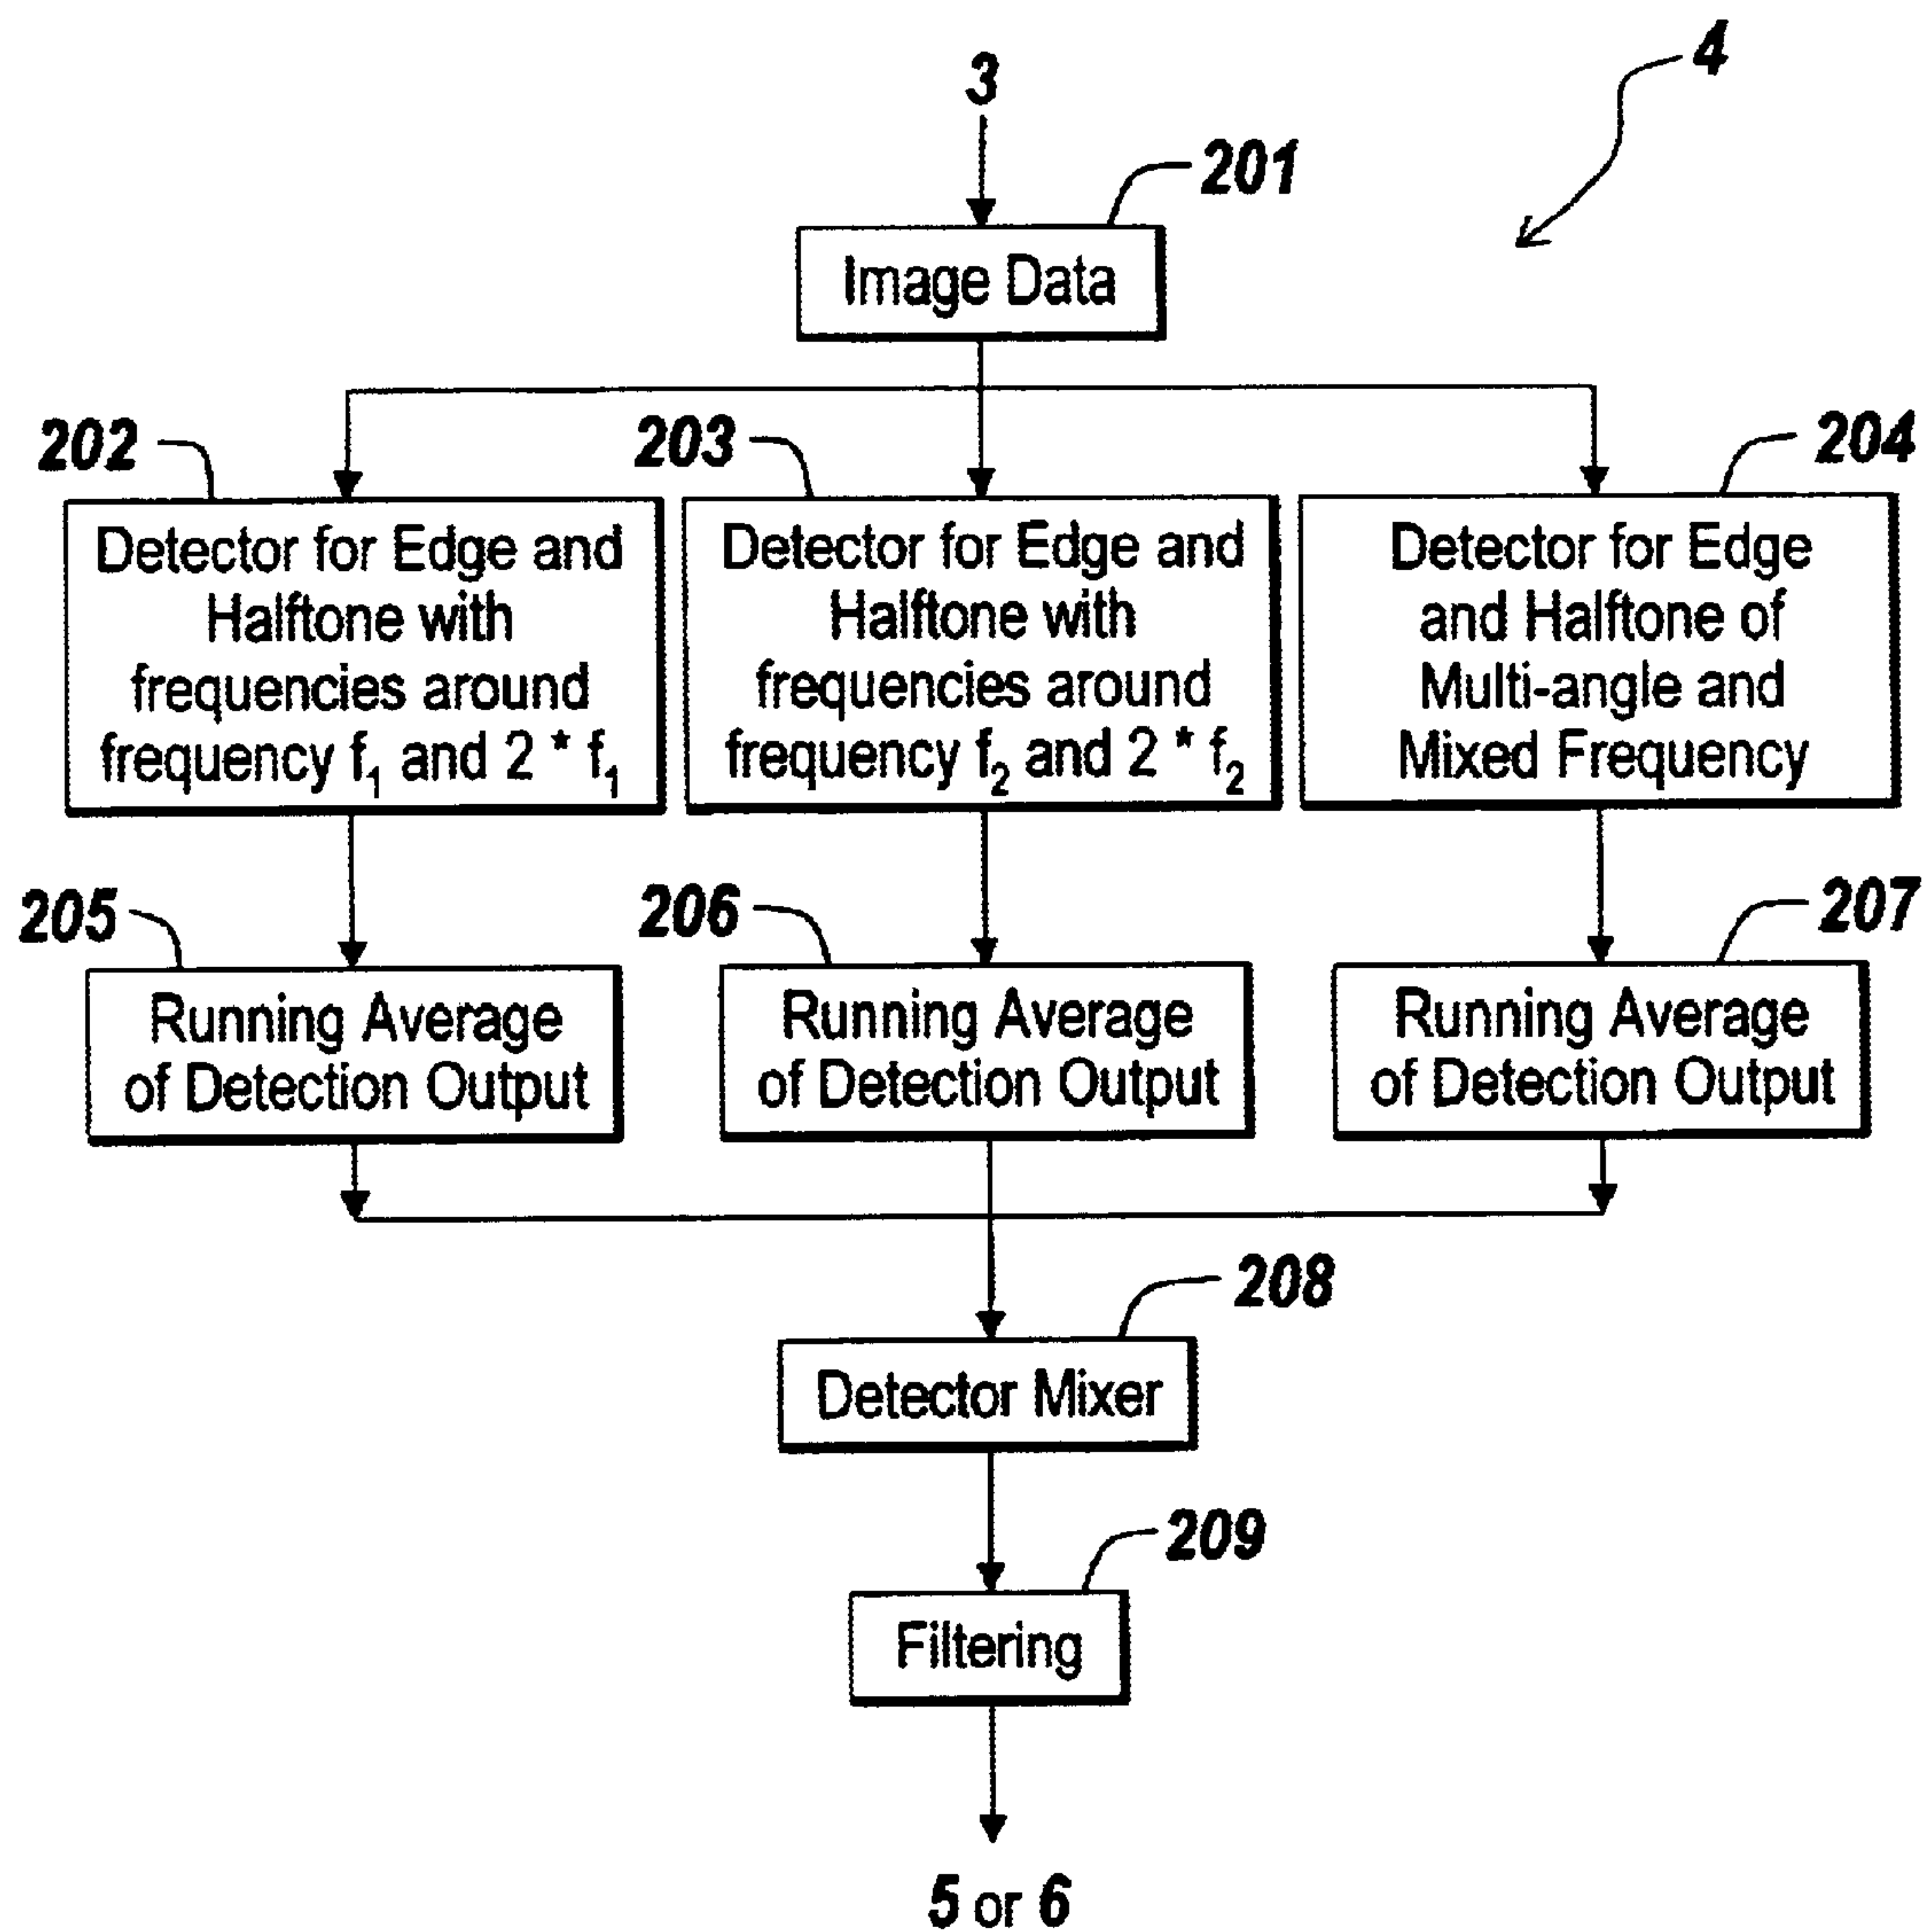 4
3
201
Image Data
202
203
204
Detector for Edge and
Halftone with
frequencies around
frequency f₁ and 2 * f₁
Detector for Edge and
Halftone with
frequencies around
frequency f₂ and 2 * f₂
Detector for Edge
and Halftone of
Multi-angle and
Mixed Frequency
205
206
207
Running Average
of Detection Output
Running Average
of Detection Output
Running Average
of Detection Output
208
Detector Mixer
209
Filtering
5 or 6